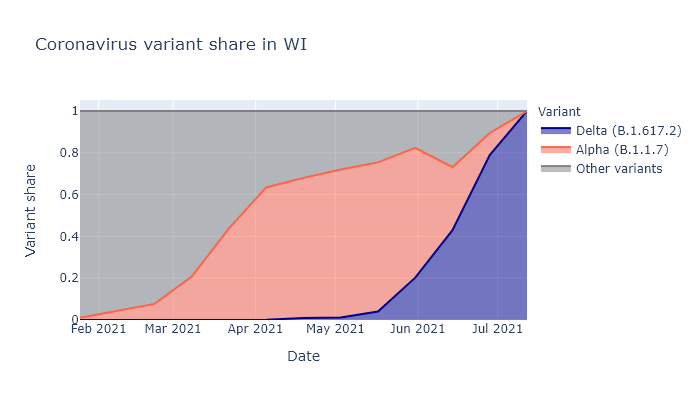 Coronavirus variant share in WI
Variant
Delta (B.1.617.2)
Alpha (B.1.1.7)
Other variants
Variant share
1
0.8
0.6
0.4
0.2
0
Feb 2021 Mar 2021 Apr 2021 May 2021 Jun 2021 Jul 2021
Date